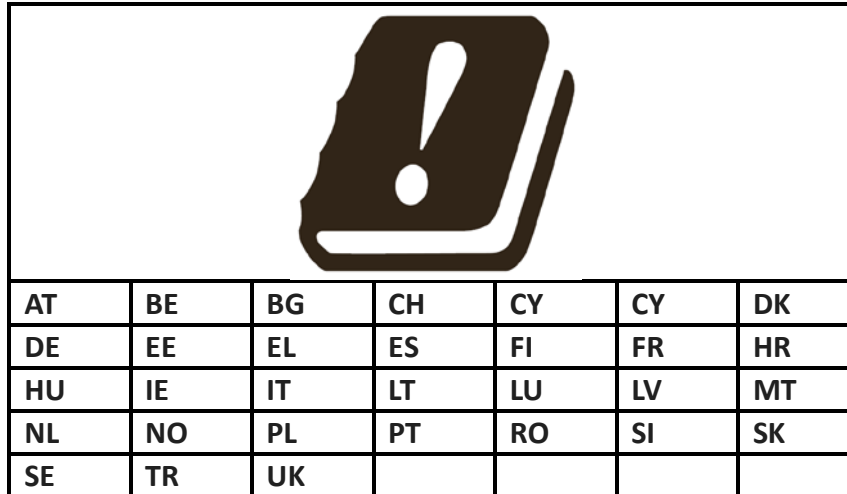 AT BE BG CH CY CY DK
DE EE EL ES FI FR HR
HU IE IT LT LU LV MT
NL NO PL PT RO SI SK
SE TR UK